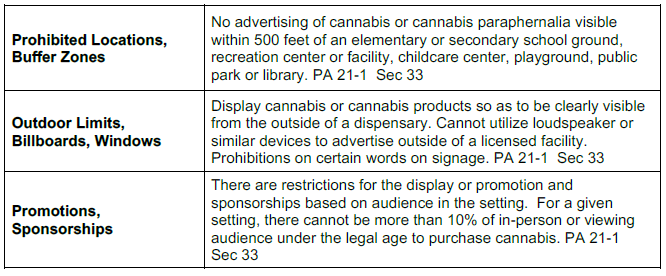 Prohibited Locations,
Buffer Zones
No advertising of cannabis or cannabis paraphernalia visible
within 500 feet of an elementary or secondary school ground,
recreation center or facility, childcare center, playground, public
park or library. PA 21-1  Sec 33
Outdoor Limits,
Billboards, Windows
Display cannabis or cannabis products so as to be clearly visible
from the outside of a dispensary. Cannot utilize loudspeaker or
similar devices to advertise outside of a licensed facility.
Prohibitions on certain words on signage. PA 21-1  Sec 33
Promotions,
Sponsorships
There are restrictions for the display or promotion and
sponsorships based on audience in the setting.  For a given
setting, there cannot be more than 10% of in-person or viewing
audience under the legal age to purchase cannabis. PA 21-1
Sec 33